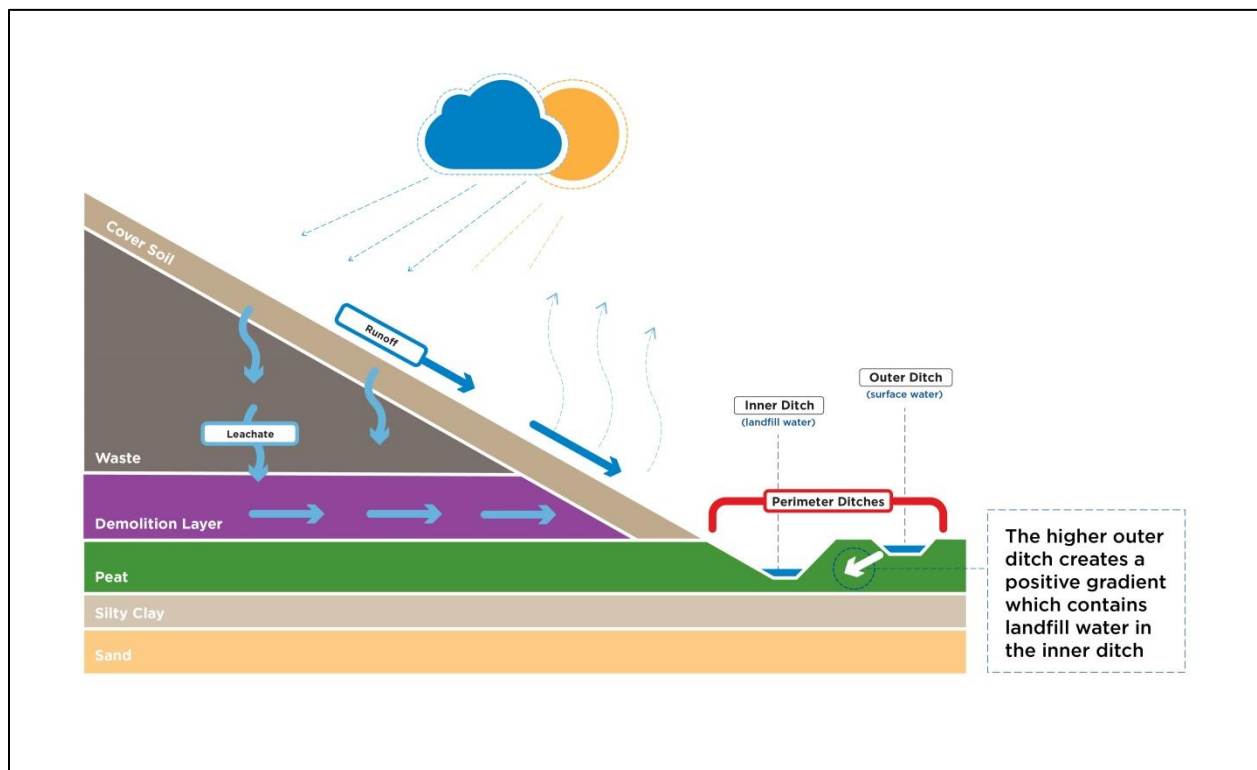 Cover Soil
Runoff
Outer Ditch
(surface water)
Inner Ditch
(landfill water)
Leachate
Waste
Perimeter Ditches
Demolition Layer
The higher outer
ditch creates a
positive gradient
which contains
landfill water in
the inner ditch
Peat
Silty Clay
Sand